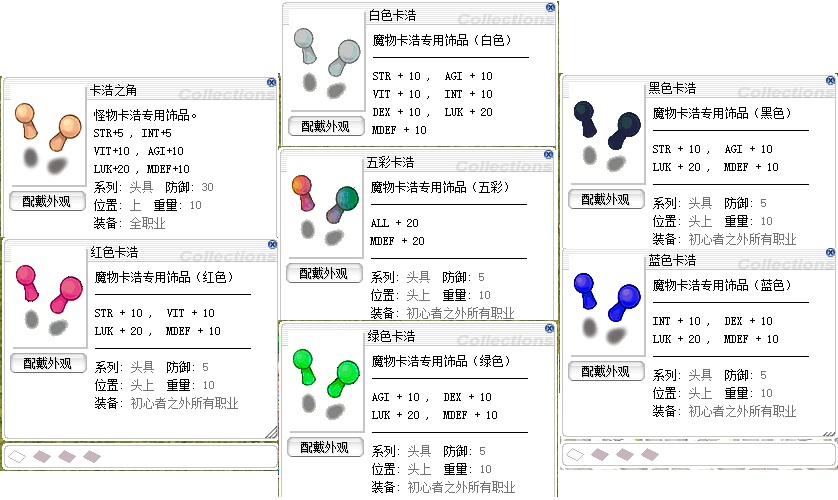 卡浩之角
Collections
怪物卡浩专用饰品。
STR+5 , INT+5
VIT+10 , AGI+10
LUK+20 , MDEF+10
系列: 头具 防御: 30
位置: 上 重量: 10
装备: 全职业
配戴外观
红色卡浩
Collections
魔物卡浩专用饰品（红色）
STR + 10 , VIT + 10
LUK + 20 , MDEF + 10
系列: 头具 防御: 5
位置: 头上 重量: 10
装备: 初心者之外所有职业
配戴外观
白色卡浩
Collections
魔物卡浩专用饰品（白色）
STR + 10 , AGI + 10
VIT + 10 , INT + 10
DEX + 10 , LUK + 20
MDEF + 10
配戴外观
五彩卡浩
Collections
魔物卡浩专用饰品（五彩）
ALL + 20
MDEF + 20
系列: 头具 防御: 5
位置: 头上 重量: 10
装备: 初心者之外所有职业
配戴外观
绿色卡浩
Collections
魔物卡浩专用饰品（绿色）
AGI + 10 , DEX + 10
LUK + 20 , MDEF + 10
系列: 头具 防御: 5
位置: 头上 重量: 10
装备: 初心者之外所有职业
配戴外观
黑色卡浩
Collections
魔物卡浩专用饰品（黑色）
STR + 10 , AGI + 10
LUK + 20 , MDEF + 10
系列: 头具 防御: 5
位置: 头上 重量: 10
装备: 初心者之外所有职业
配戴外观
蓝色卡浩
Collections
魔物卡浩专用饰品（蓝色）
INT + 10 , DEX + 10
LUK + 20 , MDEF + 10
系列: 头具 防御: 5
位置: 头上 重量: 10
装备: 初心者之外所有职业
配戴外观